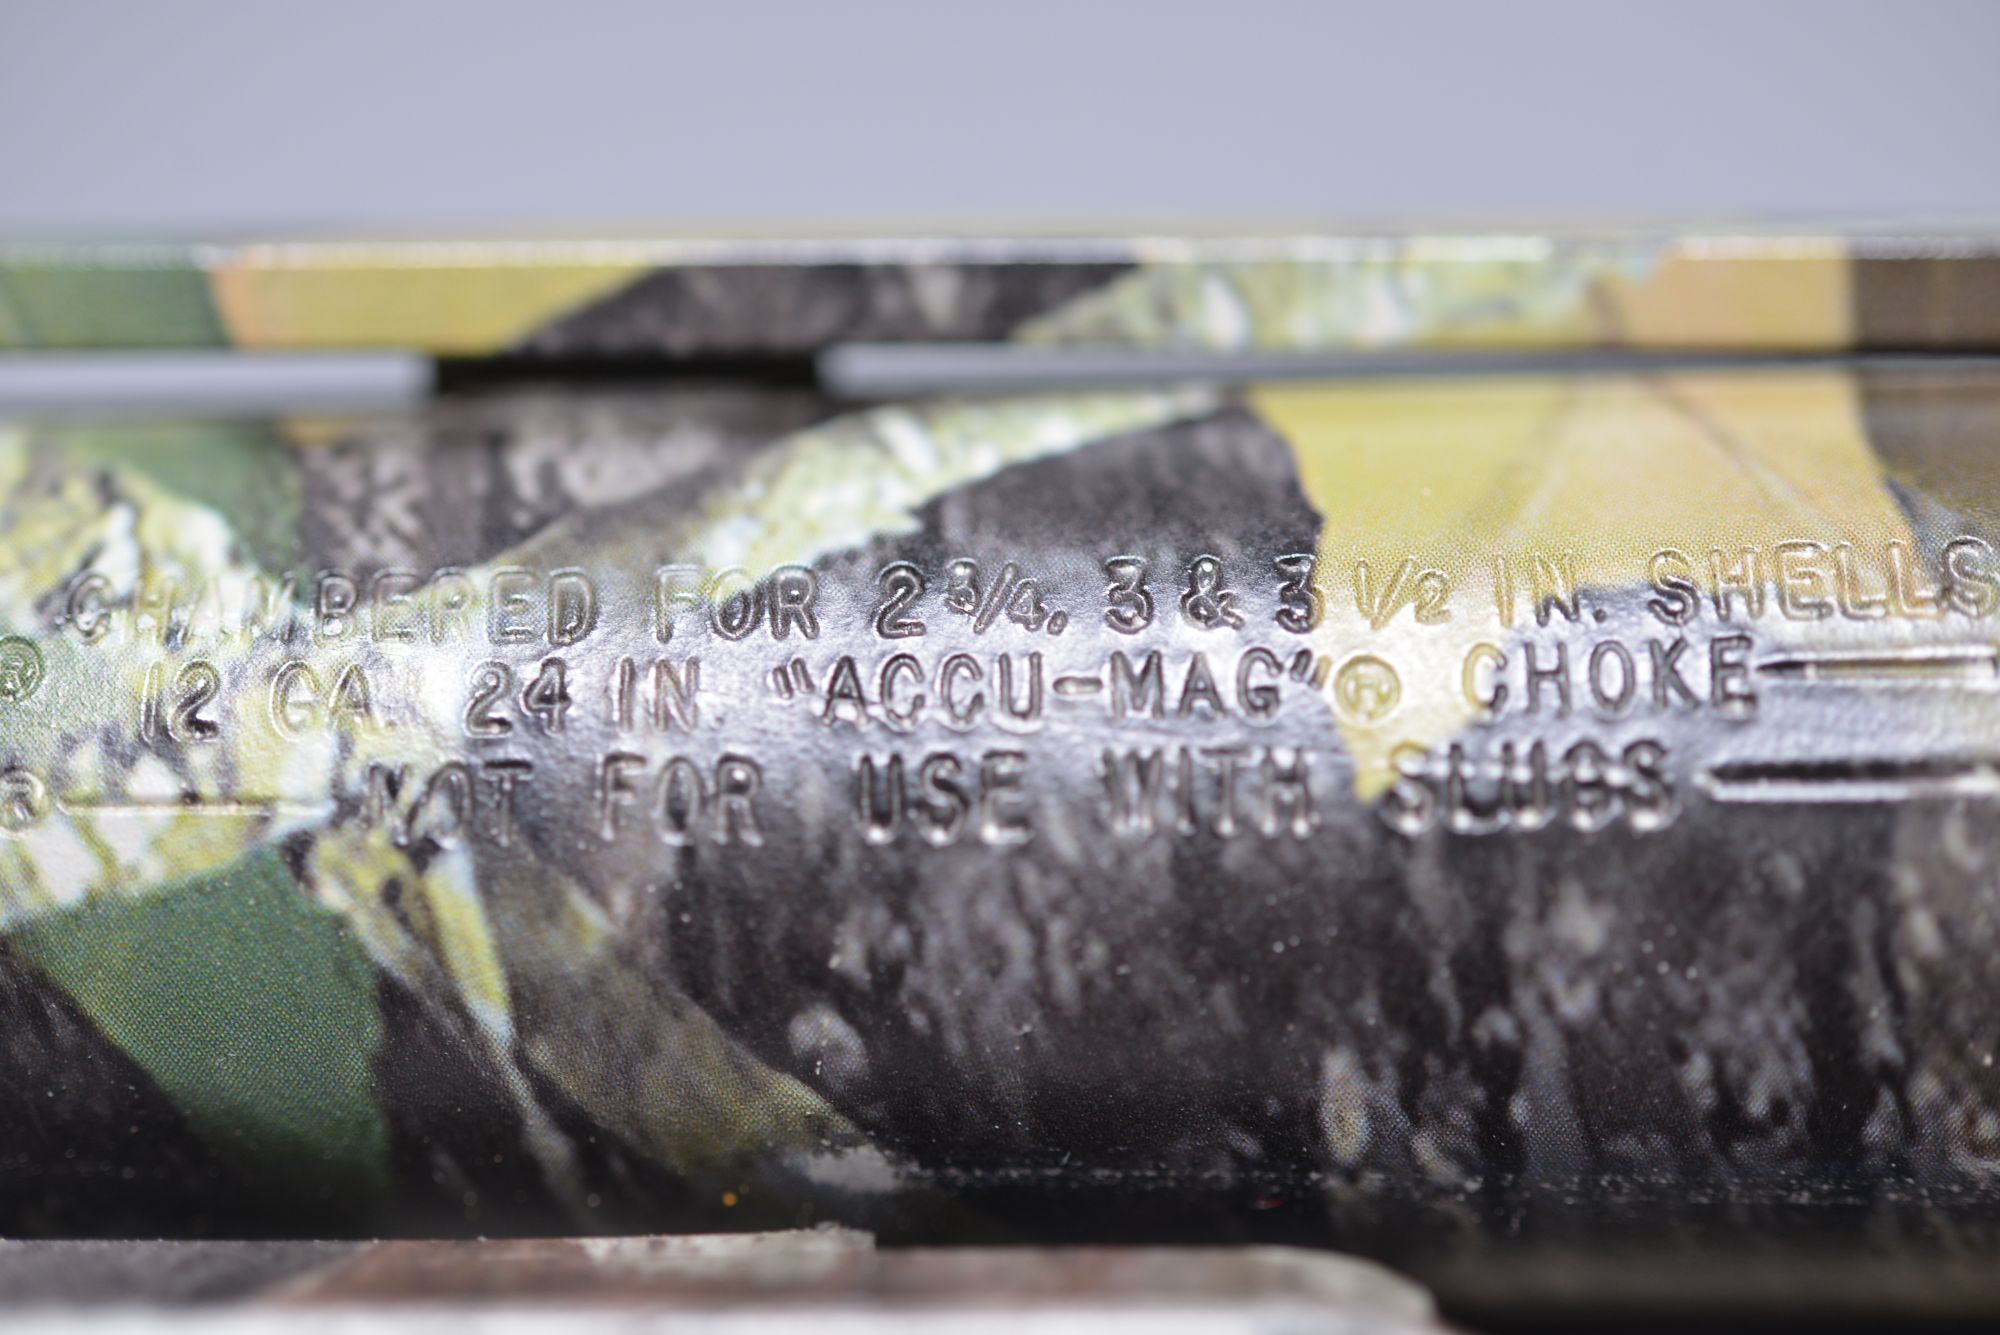 CHAMBERED FOR 2 3/4, 3 & 3 1/2 IN. SHELLS
® 12 GA. 24 IN "ACCU-MAG"® CHOKE
® NOT FOR USE WITH SLUGS